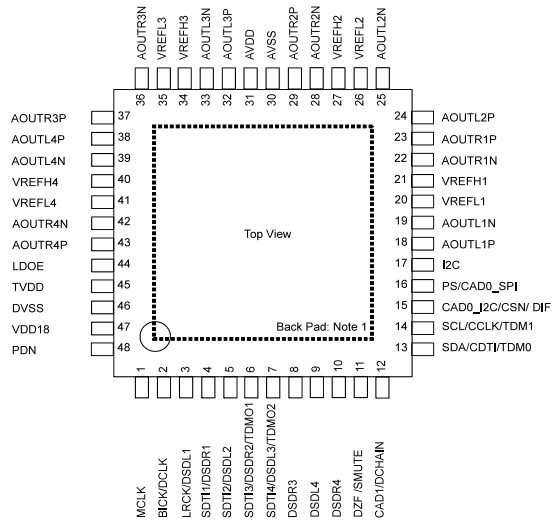 AOUTR3N
VREFL3
VREFH3
AOUTL3N
AOUTL3P
AVDD
AVSS
AOUTR2P
AOUTR2N
VREFH2
VREFL2
AOUTL2N
36
35
34
33
32
31
30
29
28
27
26
25
AOUTR3P 37
AOUTL4P 38
AOUTL4N 39
VREFH4 40
VREFL4 41
AOUTR4N 42
AOUTR4P 43
LDOE 44
TVDD 45
DVSS 46
VDD18 47
PDN 48
Top View
Back Pad: Note 1
24 AOUTL2P
23 AOUTR1P
22 AOUTR1N
21 VREFH1
20 VREFL1
19 AOUTL1N
18 AOUTL1P
17 I2C
16 PS/CAD0_SPI
15 CAD0_I2C/CSN/ DIF
14 SCL/CCLK/TDM1
13 SDA/CDTI/TDM0
1
2
3
4
5
6
7
8
9
10
11
12
MCLK
BICK/DCLK
LRCK/DSDL1
SDTI1/DSDR1
SDTI2/DSDL2
SDTI3/DSDR2/TDMO1
SDTI4/DSDL3/TDMO2
DSDR3
DSDL4
DSDR4
DZF /SMUTE
CAD1/DCHAIN